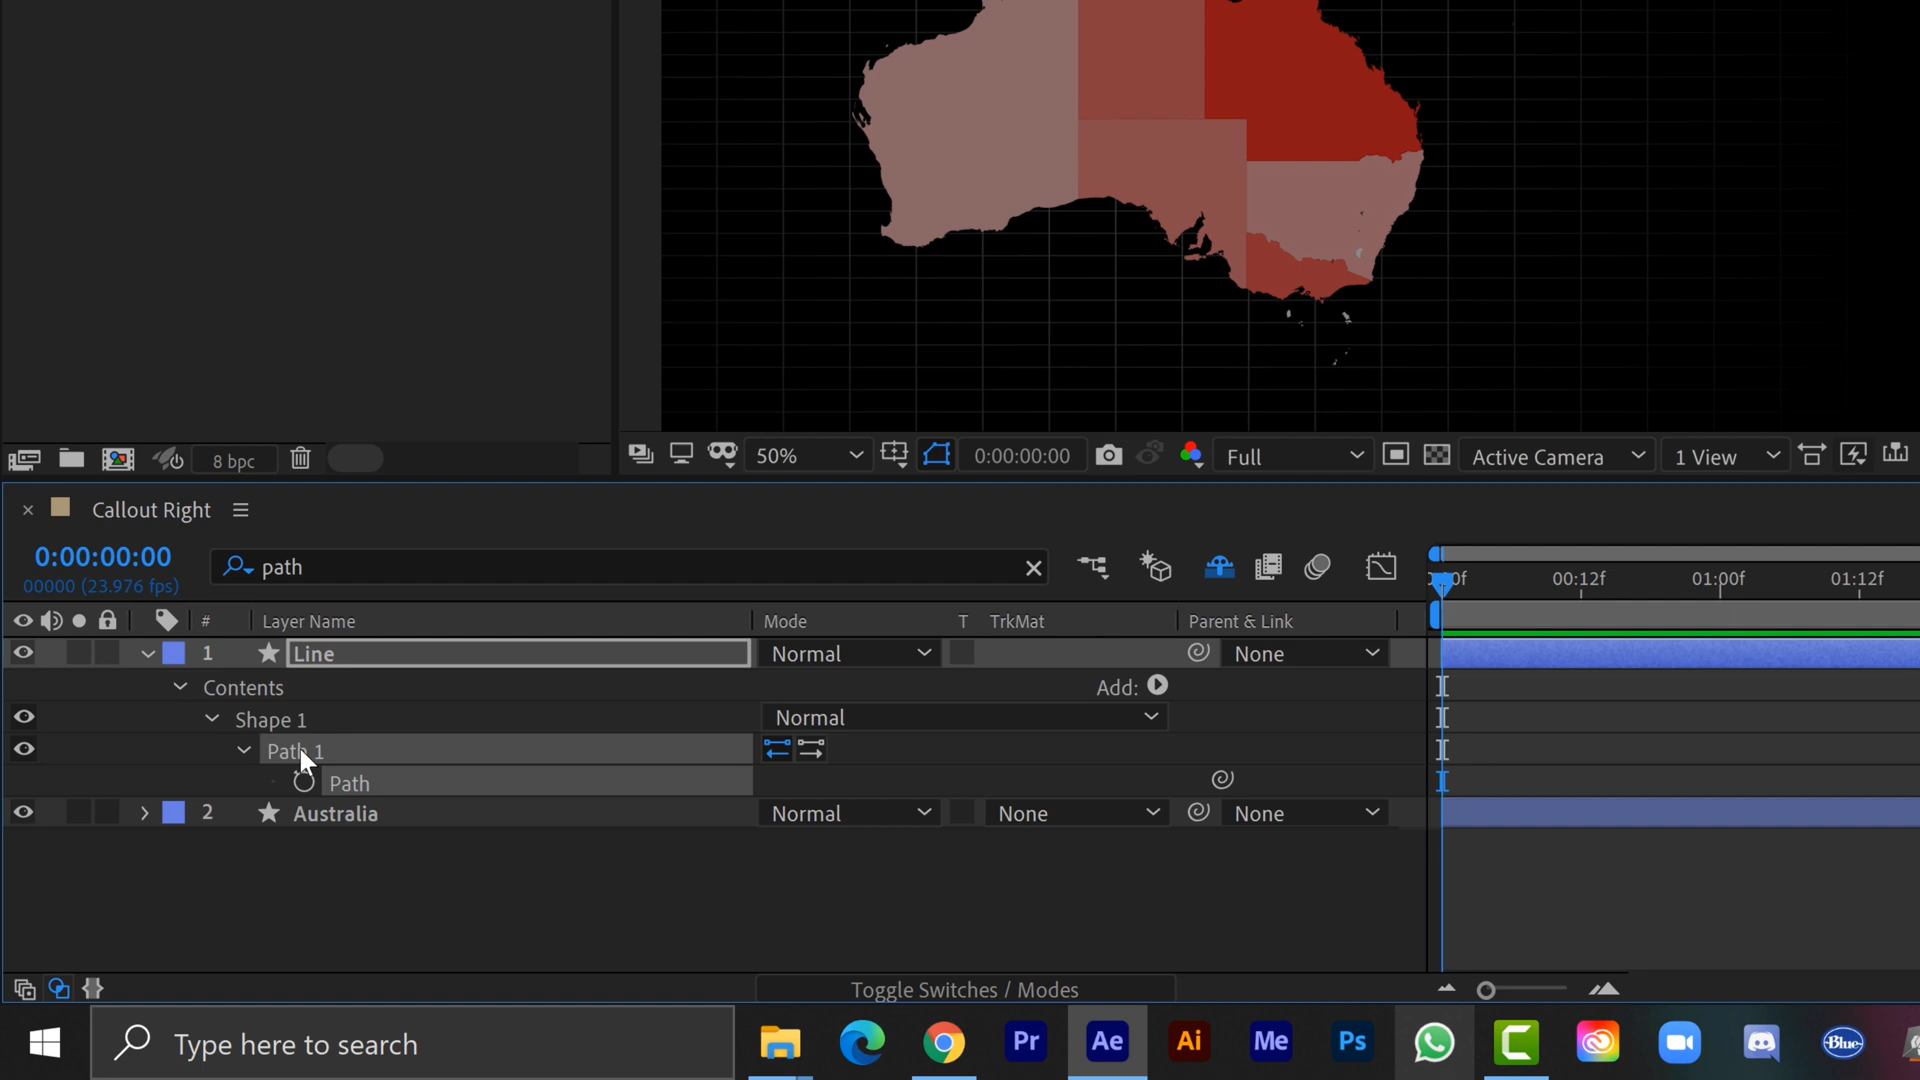 8 bpc
50%
0:00:00:00
Full
Active Camera
1 View
Callout Right
0:00:00:00
00000 (23.976 fps)
path
00:12f
01:00f
01:12f
#
Layer Name
Mode
T
TrkMat
Parent & Link
1
Line
Normal
None
Contents
Add:
Shape 1
Normal
Path 1
Path
2
Australia
Normal
None
None
Toggle Switches / Modes
Type here to search
Pr
Ae
Ai
Me
Ps
Blue